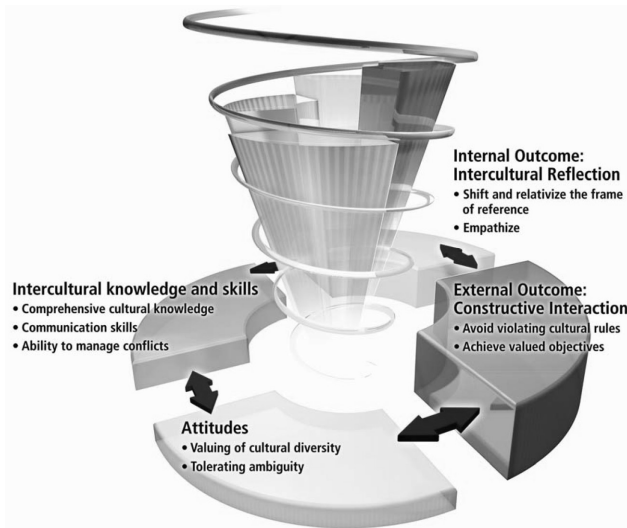 Internal Outcome:
Intercultural Reflection
• Shift and relativize the frame
of reference
• Empathize
Intercultural knowledge and skills
• Comprehensive cultural knowledge
• Communication skills
• Ability to manage conflicts
External Outcome:
Constructive Interaction
• Avoid violating cultural rules
• Achieve valued objectives
Attitudes
• Valuing of cultural diversity
• Tolerating ambiguity